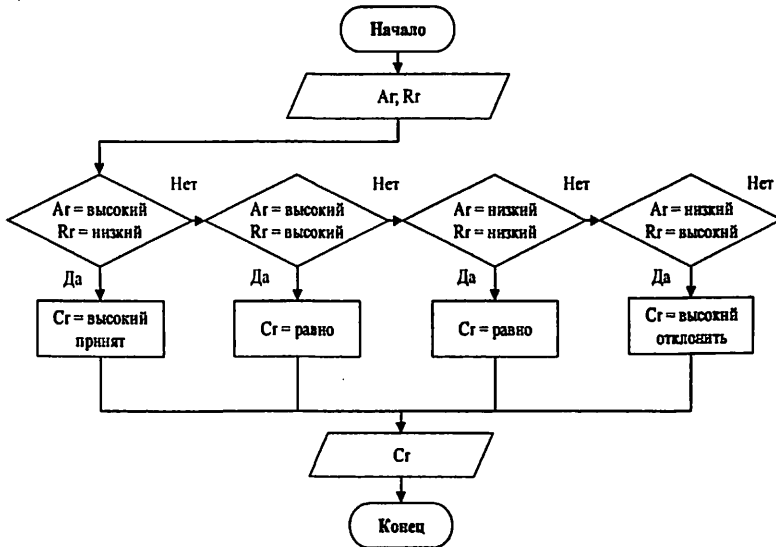 Начало
Ar, Rr
Нет
Нет
Нет
Нет
Ar = высокий
Rr = низкий
Ar = высокий
Rr = высокий
Ar = низкий
Rr = низкий
Ar = низкий
Rr = высокий
Да
Да
Да
Да
Cr = высокий
принят
Cr = равно
Cr = равно
Cr = высокий
отклонить
Cr
Конец